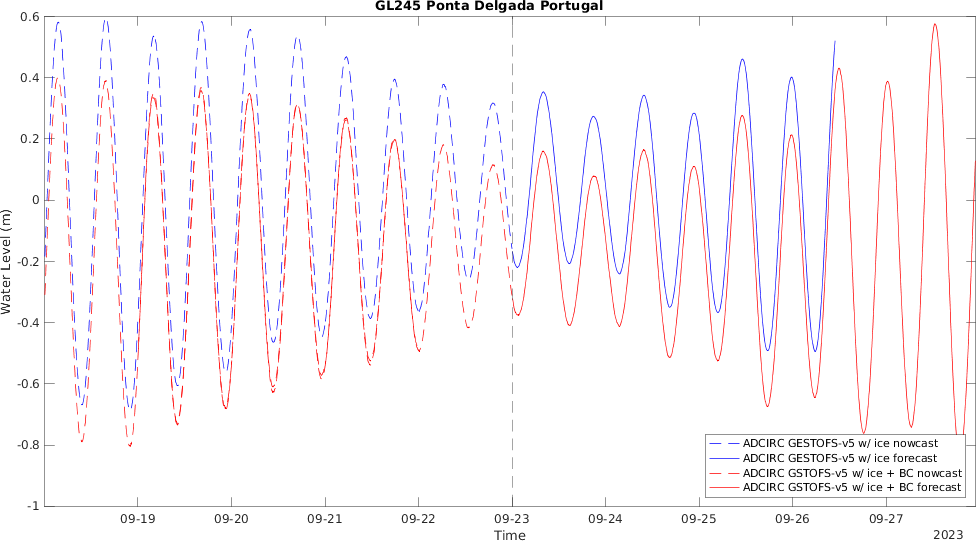 GL245 Ponta Delgada Portugal
0.6
0.4
0.2
0
-0.2
-0.4
-0.6
-0.8
-1
Water Level (m)
ADCIRC GESTOFS-v5 w/ ice nowcast
ADCIRC GESTOFS-v5 w/ ice forecast
ADCIRC GSTOFS-v5 w/ ice + BC nowcast
ADCIRC GSTOFS-v5 w/ ice + BC forecast
09-19 09-20 09-21 09-22 09-23 09-24 09-25 09-26 09-27
Time
2023